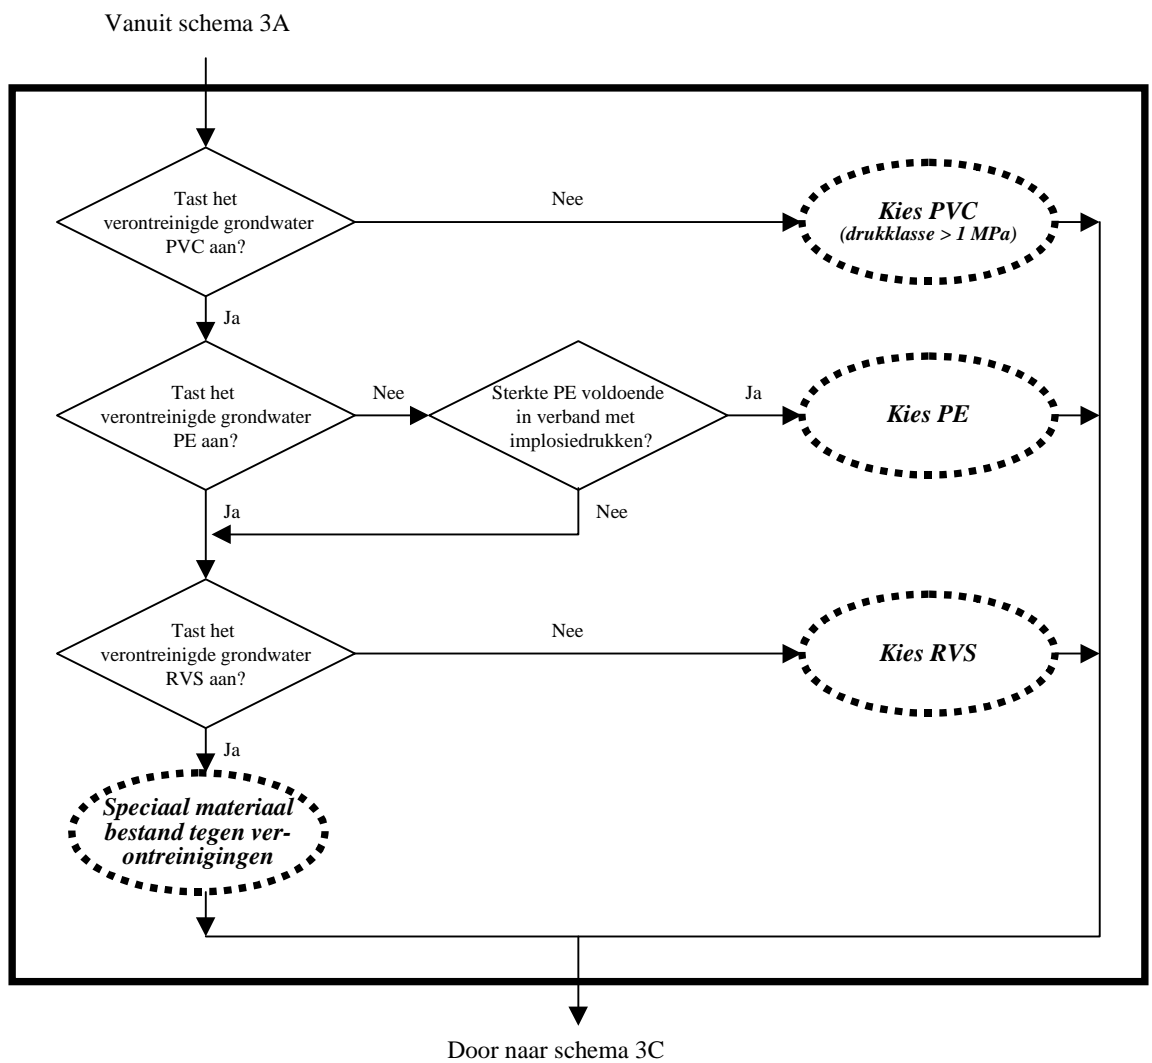 Vanuit schema 3A
Tast het
verontreinigde grondwater
PVC aan?
Nee
Kies PVC
(drukklasse > 1 MPa)
Ja
Tast het
verontreinigde grondwater
PE aan?
Nee
Sterkte PE voldoende
in verband met
implosiedrukken?
Ja
Kies PE
Ja
Nee
Tast het
verontreinigde grondwater
RVS aan?
Nee
Kies RVS
Ja
Speciaal materiaal
bestand tegen ver-
ontreinigingen
Door naar schema 3C